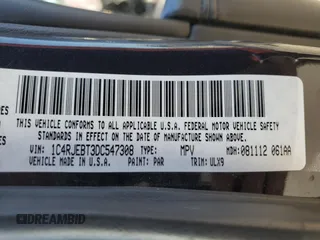 THIS VEHICLE CONFORMS TO ALL APPLICABLE U.S.A. FEDERAL MOTOR VEHICLE SAFETY
STANDARDS IN EFFECT ON THE DATE OF MANUFACTURE SHOWN ABOVE.
VIN: 1C4RJEBT3DC547308 TYPE: MPV MDH: 081112 061AA
MADE IN U.S.A. PAINT: PAR TRIM: ULX9
DREAMBID